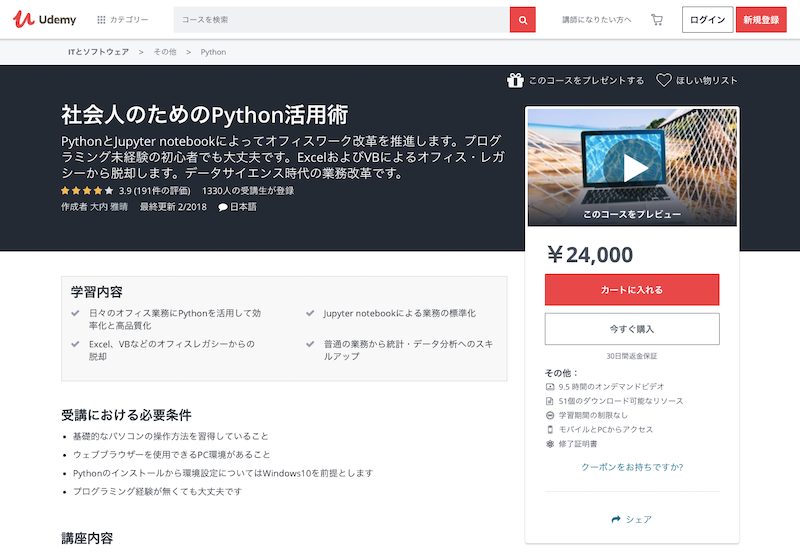 Udemy
カテゴリー
コースを検索
講師になりたい方へ
ログイン
新規登録
ITとソフトウェア > その他 > Python
このコースをプレゼントする
ほしい物リスト
社会人のためのPython活用術
PythonとJupyter notebookによってオフィスワーク改革を推進します。プログ
ラミング未経験の初心者でも大丈夫です。ExcelおよびVBによるオフィス・レガ
シーから脱却します。データサイエンス時代の業務改革です。
3.9 (191件の評価) 1330人の受講生が登録
作成者 大内 雅晴 最終更新 2/2018 日本語
このコースをプレビュー
¥24,000
カートに入れる
今すぐ購入
30日間返金保証
その他：
9.5 時間のオンデマンドビデオ
51個のダウンロード可能なリソース
学習期間の制限なし
モバイルとPCからアクセス
修了証明書
クーポンをお持ちですか?
シェア
学習内容
日々のオフィス業務にPythonを活用して効
率化と高品質化
Jupyter notebookによる業務の標準化
Excel、VBなどのオフィスレガシーからの
脱却
普通の業務から統計・データ分析へのスキ
ルアップ
受講における必要条件
基礎的なパソコンの操作方法を習得していること
ウェブブラウザーを使用できるPC環境があること
Pythonのインストールから環境設定についてはWindows10を前提とします
プログラミング経験が無くても大丈夫です
講座内容